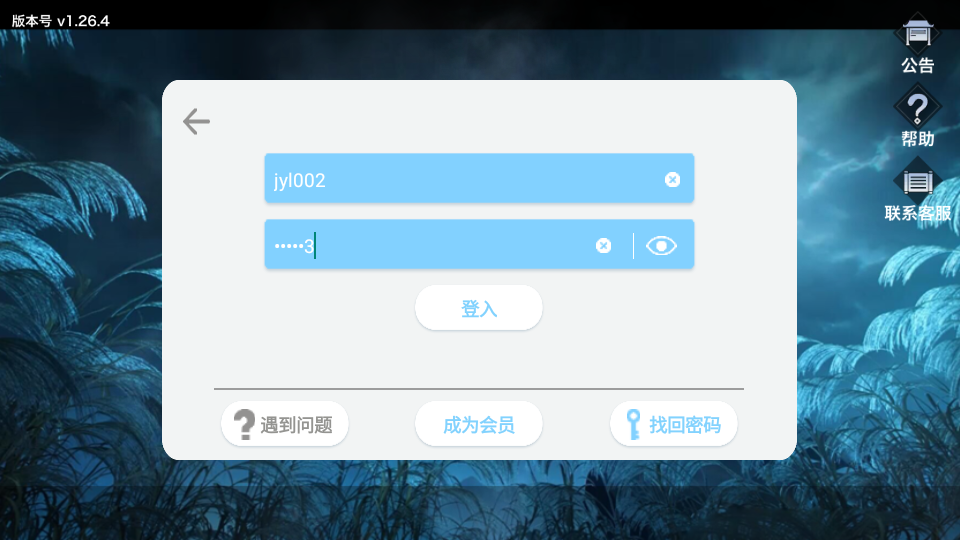 版本号 v1.26.4
公告
帮助
联系客服
jyl002
•••••3
登入
遇到问题
成为会员
找回密码